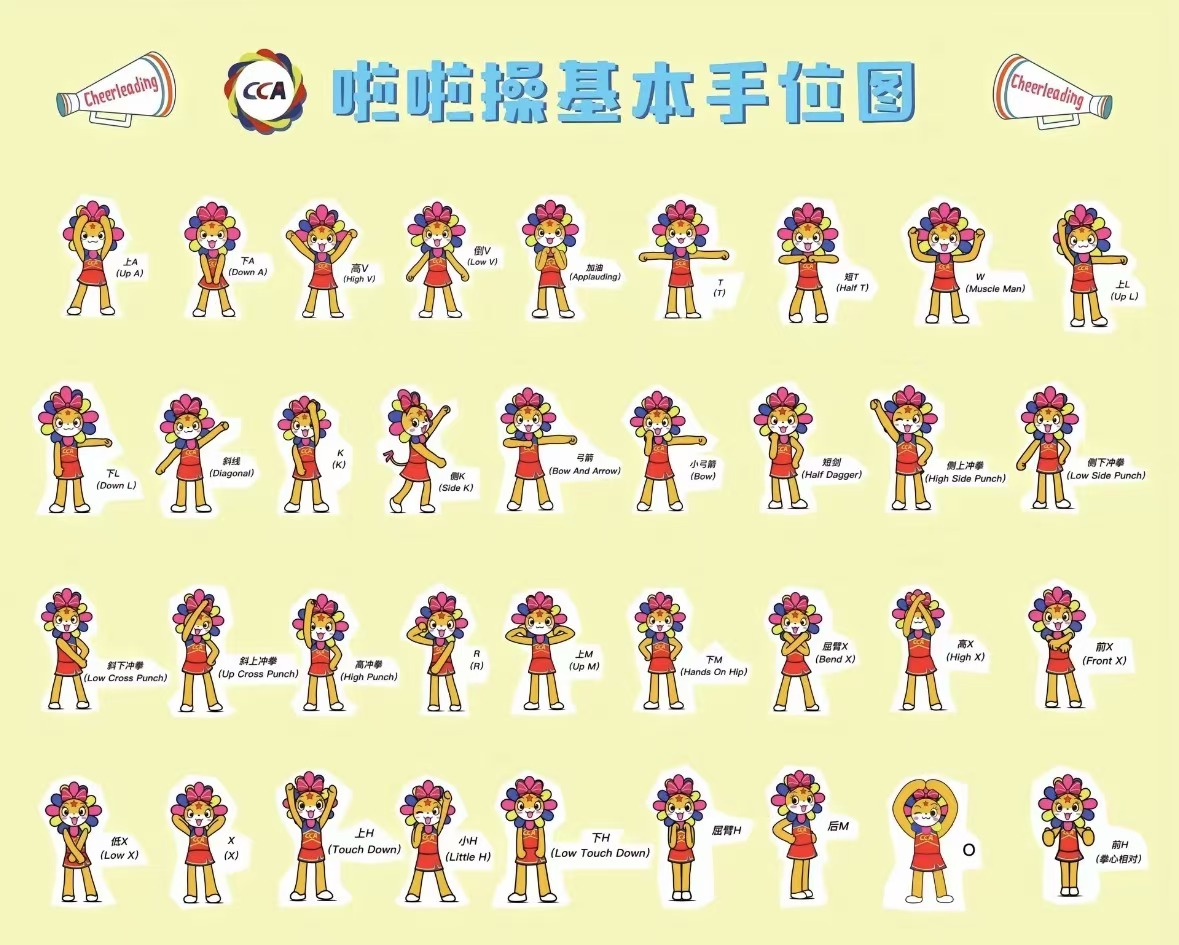 Cheerleading
CCA
啦啦操基本手位图
Cheerleading
上A
(Up A)
下A
(Down A)
高V
(High V)
倒V
(Low V)
加油
(Applauding)
T
(T)
短T
(Half T)
W
(Muscle Man)
上L
(Up L)
下L
(Down L)
斜线
(Diagonal)
K
(K)
侧K
(Side K)
弓箭
(Bow And Arrow)
小弓箭
(Bow)
短剑
(Half Dagger)
侧上冲拳
(High Side Punch)
侧下冲拳
(Low Side Punch)
斜下冲拳
(Low Cross Punch)
斜上冲拳
(Up Cross Punch)
高冲拳
(High Punch)
R
(R)
上M
(Up M)
下M
(Hands On Hip)
屈臂X
(Bend X)
高X
(High X)
前X
(Front X)
低X
(Low X)
X
(X)
上H
(Touch Down)
小H
(Little H)
下H
(Low Touch Down)
屈臂H
后M
O
前H
(拳心相对)